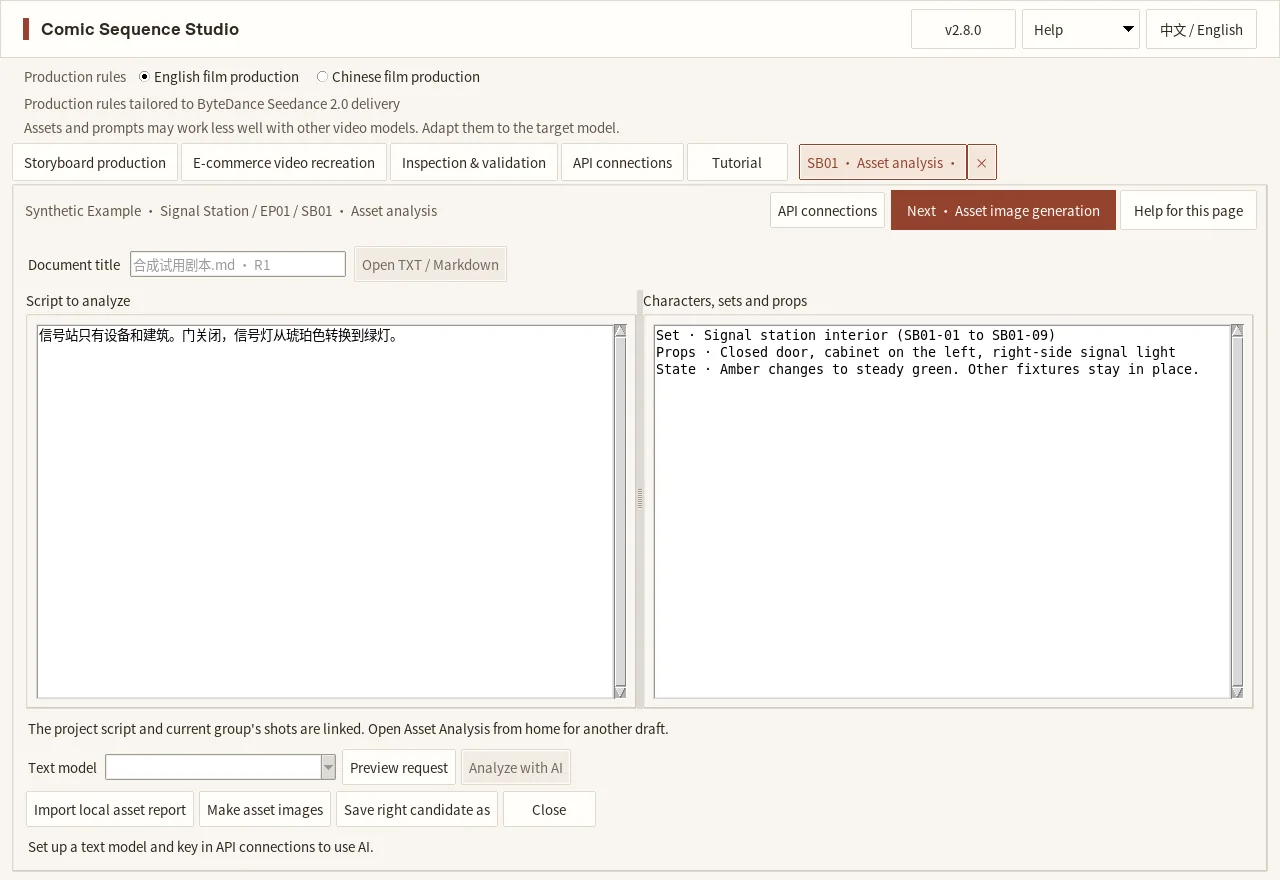 Comic Sequence Studio
v2.8.0
Help
中文 / English
Production rules
English film production
Chinese film production
Production rules tailored to ByteDance Seedance 2.0 delivery
Assets and prompts may work less well with other video models. Adapt them to the target model.
Storyboard production
E-commerce video recreation
Inspection & validation
API connections
Tutorial
SB01 · Asset analysis ·
×
Synthetic Example · Signal Station / EP01 / SB01 · Asset analysis
API connections
Next · Asset image generation
Help for this page
Document title
合成试用剧本.md · R1
Open TXT / Markdown
Script to analyze
Characters, sets and props
信号站只有设备和建筑。门关闭，信号灯从琥珀色转换到绿灯。
Set · Signal station interior (SB01-01 to SB01-09)
Props · Closed door, cabinet on the left, right-side signal light
State · Amber changes to steady green. Other fixtures stay in place.
The project script and current group's shots are linked. Open Asset Analysis from home for another draft.
Text model
Preview request
Analyze with AI
Import local asset report
Make asset images
Save right candidate as
Close
Set up a text model and key in API connections to use AI.